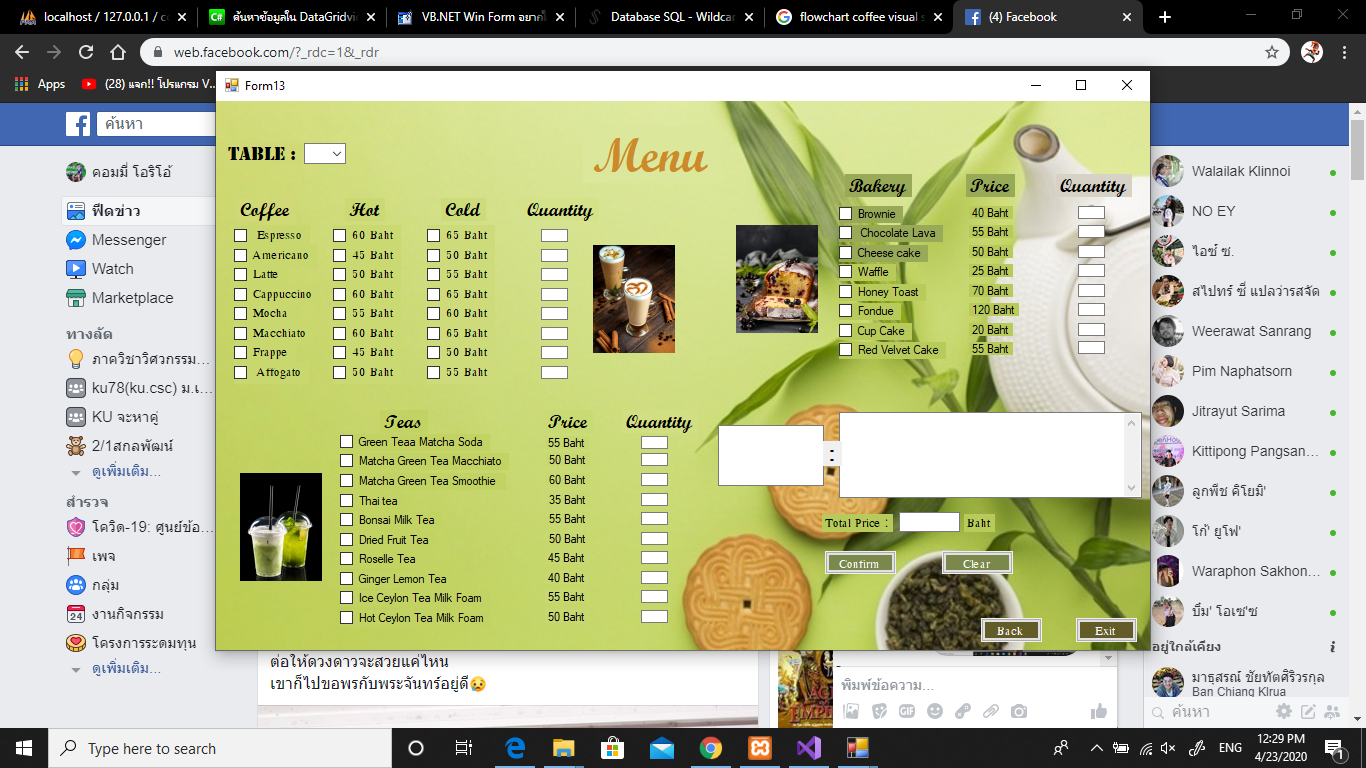 localhost / 127.0.0.1 / c
ค้นหาข้อมูลใน DataGridvi
VB.NET Win Form อยากไ
Database SQL - Wildcar
flowchart coffee visual s
(4) Facebook
web.facebook.com/?_rdc=1&_rdr
Apps
(28) แจก!! โปรแกรม V...
Form13
ค้นหา
คอมมี่ โอริโอ้
ฟีดข่าว
Messenger
Watch
Marketplace
ทางลัด
ภาควิชาวิศวกรรม...
ku78(ku.csc) ม.เ...
KU จะหาคู่
2/1สกลพัฒน์
ดูเพิ่มเติม...
สำรวจ
โควิด-19: ศูนย์ข้อ...
เพจ
กลุ่ม
24 งานกิจกรรม
โครงการระดมทุน
ดูเพิ่มเติม...
TABLE :
Menu
Coffee Hot Cold Quantity
Espresso 60 Baht 65 Baht
Americano 45 Baht 50 Baht
Latte 50 Baht 55 Baht
Cappuccino 60 Baht 65 Baht
Mocha 55 Baht 60 Baht
Macchiato 60 Baht 65 Baht
Frappe 45 Baht 50 Baht
Affogato 50 Baht 55 Baht
Bakery Price Quantity
Brownie 40 Baht
Chocolate Lava 55 Baht
Cheese cake 50 Baht
Waffle 25 Baht
Honey Toast 70 Baht
Fondue 120 Baht
Cup Cake 20 Baht
Red Velvet Cake 55 Baht
Teas Price Quantity
Green Teaa Matcha Soda 55 Baht
Matcha Green Tea Macchiato 50 Baht
Matcha Green Tea Smoothie 60 Baht
Thai tea 35 Baht
Bonsai Milk Tea 55 Baht
Dried Fruit Tea 50 Baht
Roselle Tea 45 Baht
Ginger Lemon Tea 40 Baht
Ice Ceylon Tea Milk Foam 55 Baht
Hot Ceylon Tea Milk Foam 50 Baht
:
Total Price : Baht
Confirm Clear
Back Exit
Walailak Klinnoi
NO EY
ไอซ์ ซ.
สไปทร์ ซี่ แปลว่ารสจัด
Weerawat Sanrang
Pim Naphatsorn
Jitrayut Sarima
Kittipong Pangsan...
ลูกพีช คิโยมิ'
โก้' ยูโฟ'
Waraphon Sakhon...
บิ๊ม' โอเซ'ซ
อยู่ใกล้เคียง
มาธุสรณ์ ชัยทัตศิริวรกุล
Ban Chiang Klrua
ค้นหา
ต่อให้ดวงดาวจะสวยแค่ไหน
เขาก็ไปขอพรกับพระจันทร์อยู่ดี😥
พิมพ์ข้อความ...
GIF
Type here to search
ENG
12:29 PM
4/23/2020
1